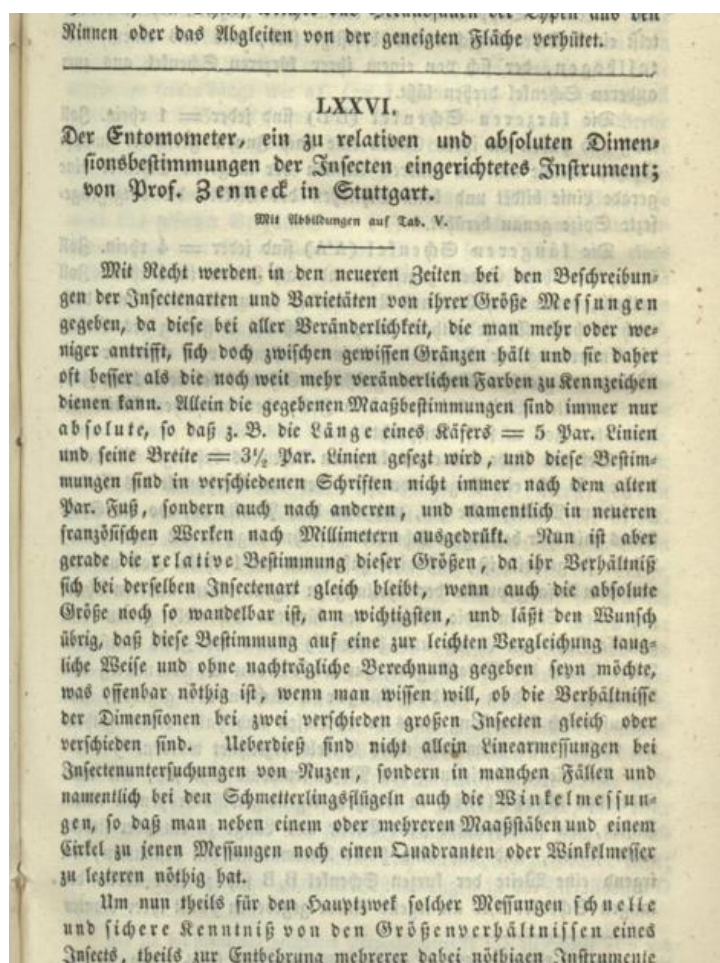 Rinnen oder das Abgleiten von der geneigten Fläche verhütet.
LXXVI.
Der Entomometer, ein zu relativen und absoluten Dimen-
sionsbestimmungen der Insecten eingerichtetes Instrument;
von Prof. Zenneck in Stuttgart.
Mit Abbildungen auf Tab. V.
Mit Recht werden in den neueren Zeiten bei den Beschreibun-
gen der Insectenarten und Varietäten von ihrer Größe Messungen
gegeben, da diese bei aller Veränderlichkeit, die man mehr oder we-
niger antrifft, sich doch zwischen gewissen Gränzen hält und sie daher
oft besser als die noch weit mehr veränderlichen Farben zu Kennzeichen
dienen kann. Allein die gegebenen Maaßbestimmungen sind immer nur
absolute, so daß z. B. die Länge eines Käfers = 5 Par. Linien
und seine Breite = 3½ Par. Linien gesezt wird, und diese Bestim-
mungen sind in verschiedenen Schriften nicht immer nach dem alten
Par. Fuß, sondern auch nach anderen, und namentlich in neueren
französischen Werken nach Millimetern ausgedrükt. Nun ist aber
gerade die relative Bestimmung dieser Größen, da ihr Verhältniß
sich bei derselben Insectenart gleich bleibt, wenn auch die absolute
Größe noch so wandelbar ist, am wichtigsten, und läßt den Wunsch
übrig, daß diese Bestimmung auf eine zur leichten Vergleichung taug-
liche Weise und ohne nachträgliche Berechnung gegeben seyn möchte,
was offenbar nöthig ist, wenn man wissen will, ob die Verhältnisse
der Dimensionen bei zwei verschieden großen Insecten gleich oder
verschieden sind. Ueberdieß sind nicht allein Linearmessungen bei
Insectenuntersuchungen von Nuzen, sondern in manchen Fällen und
namentlich bei den Schmetterlingsflügeln auch die Winkelmessun-
gen, so daß man neben einem oder mehreren Maaßstäben und einem
Cirkel zu jenen Messungen noch einen Quadranten oder Winkelmesser
zu lezteren nöthig hat.
Um nun theils für den Hauptzwek solcher Messungen schnelle
und sichere Kenntniß von den Größenverhältnissen eines
Insects, theils zur Entbehrung mehrerer dabei nöthigen Instrumente